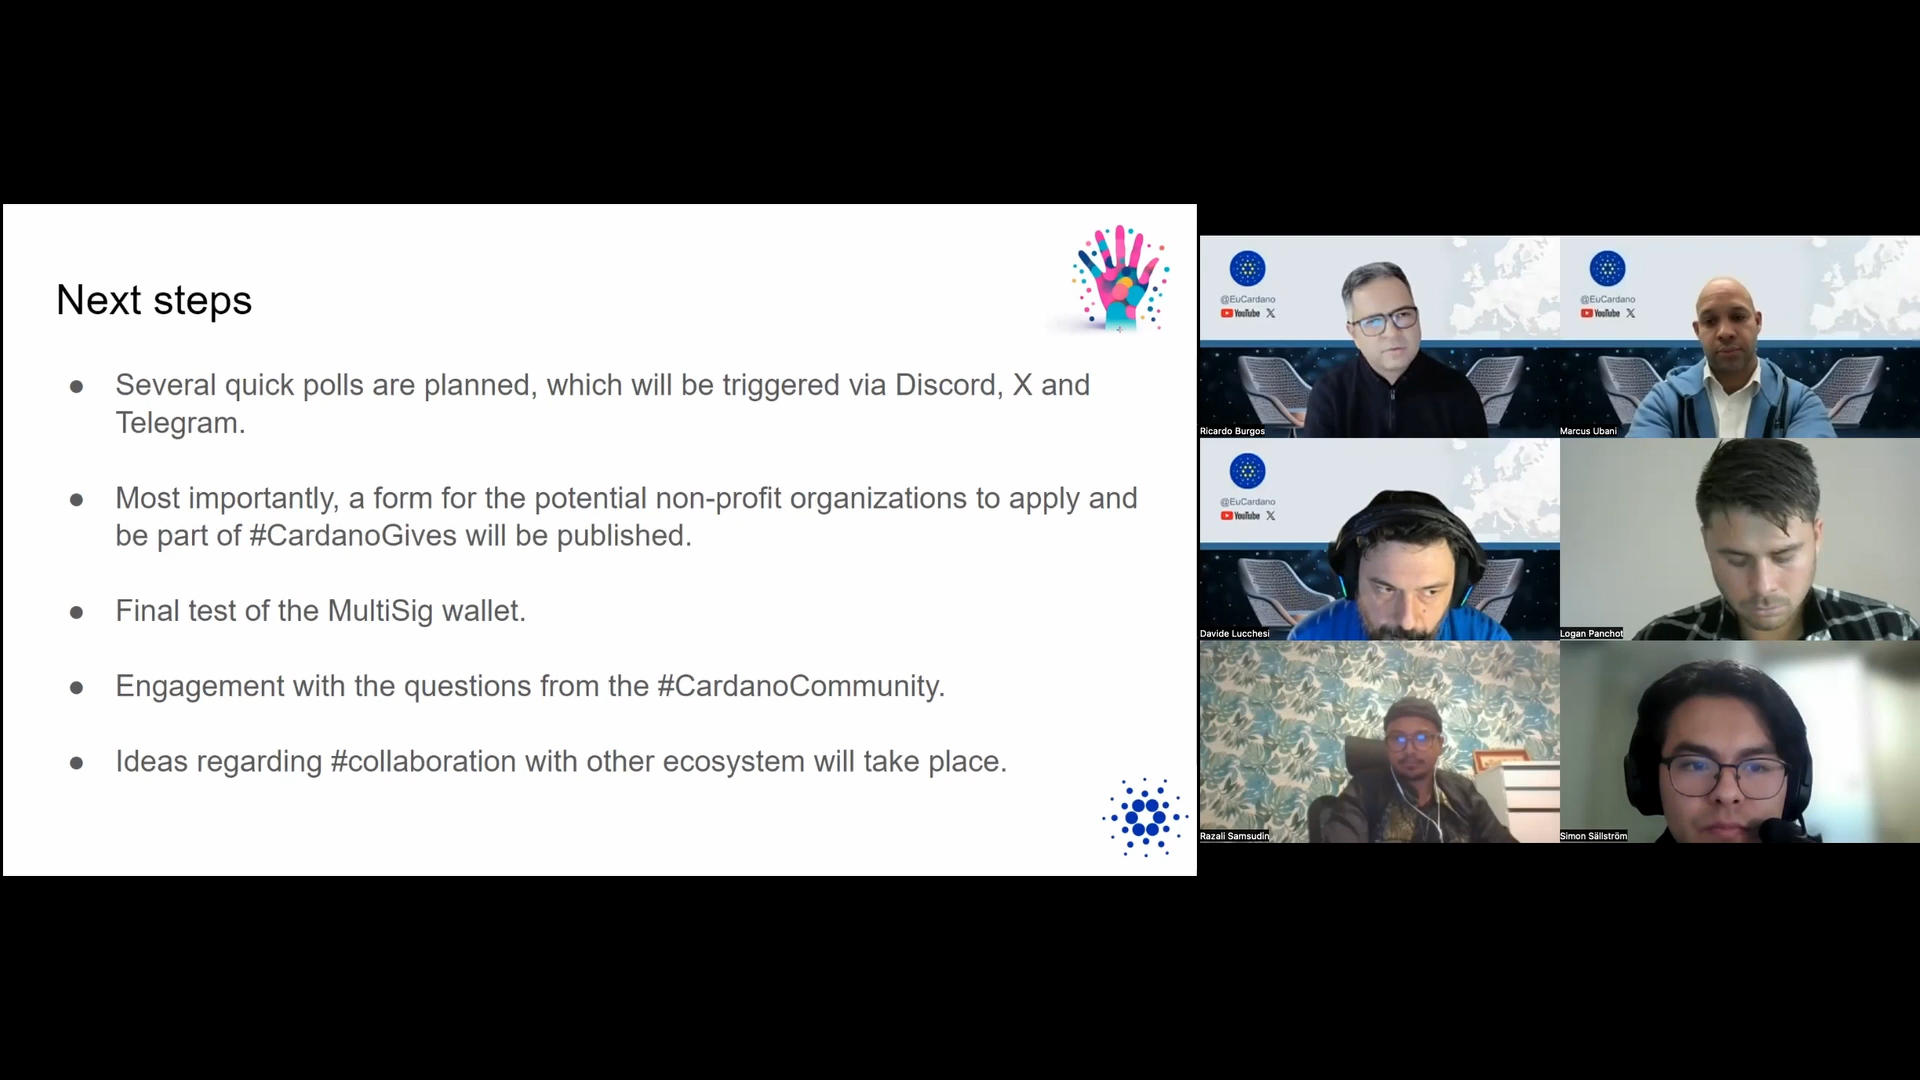 Next steps
● Several quick polls are planned, which will be triggered via Discord, X and
Telegram.
● Most importantly, a form for the potential non-profit organizations to apply and
be part of #CardanoGives will be published.
● Final test of the MultiSig wallet.
● Engagement with the questions from the #CardanoCommunity.
● Ideas regarding #collaboration with other ecosystem will take place.
@EuCardano
YouTube X
Ricardo Burgos
@EuCardano
YouTube X
Marcus Ubani
@EuCardano
YouTube X
Davide Lucchesi
Logan Panchot
Razali Samsudin
Simon Sällström